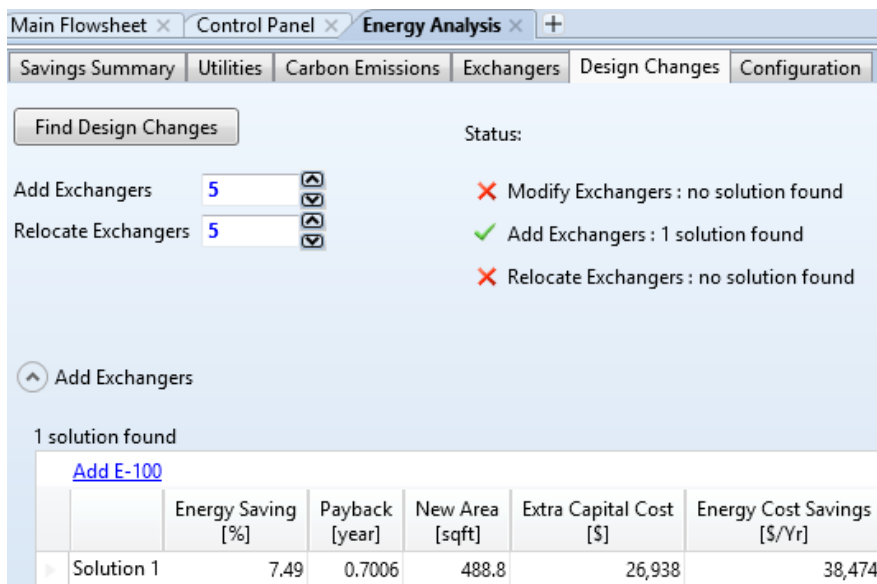 Main Flowsheet Control Panel Energy Analysis
Savings Summary Utilities Carbon Emissions Exchangers Design Changes Configuration
Find Design Changes Status:
Add Exchangers 5 Modify Exchangers : no solution found
Relocate Exchangers 5 Add Exchangers : 1 solution found
Relocate Exchangers : no solution found
Add Exchangers
1 solution found
Add E-100
Energy Saving [%] Payback [year] New Area [sqft] Extra Capital Cost [$] Energy Cost Savings [$/Yr]
Solution 1 7.49 0.7006 488.8 26,938 38,474